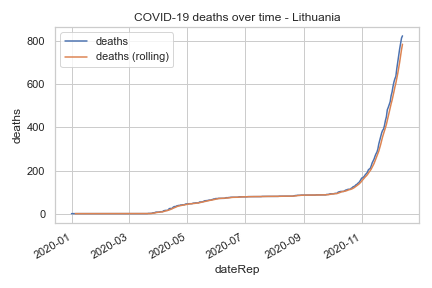 COVID-19 deaths over time - Lithuania
deaths
deaths (rolling)
800
600
400
200
0
deaths
2020-01
2020-03
2020-05
2020-07
2020-09
2020-11
dateRep